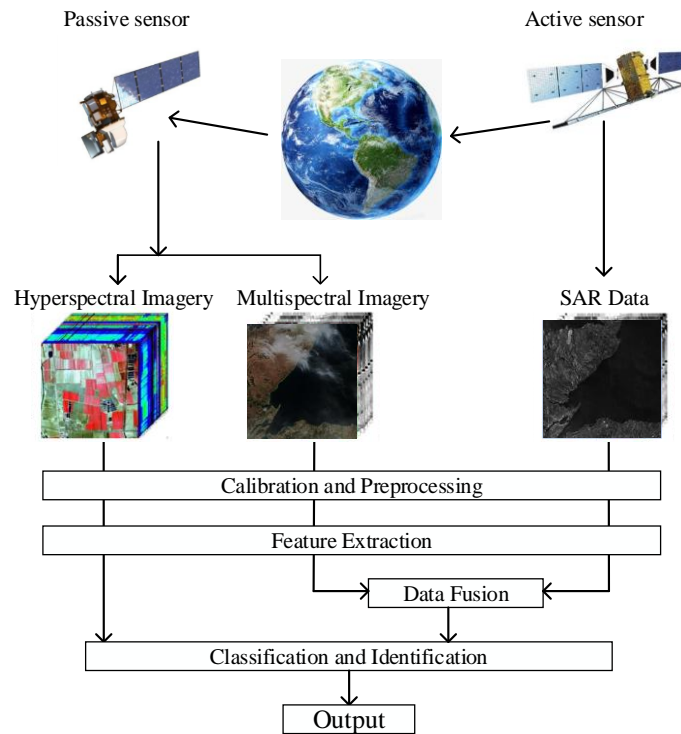 Passive sensor
Active sensor
Hyperspectral Imagery
Multispectral Imagery
SAR Data
Calibration and Preprocessing
Feature Extraction
Data Fusion
Classification and Identification
Output